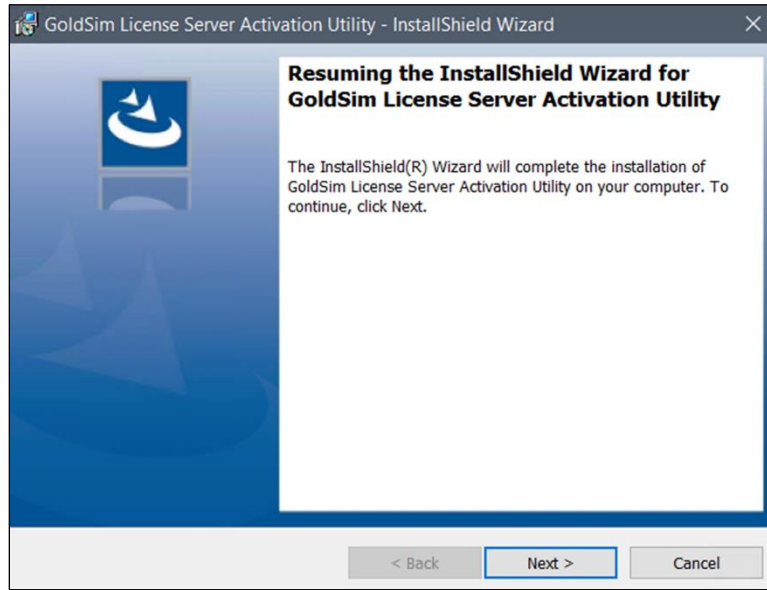 GoldSim License Server Activation Utility - InstallShield Wizard
Resuming the InstallShield Wizard for
GoldSim License Server Activation Utility
The InstallShield(R) Wizard will complete the installation of
GoldSim License Server Activation Utility on your computer. To
continue, click Next.
< Back Next > Cancel